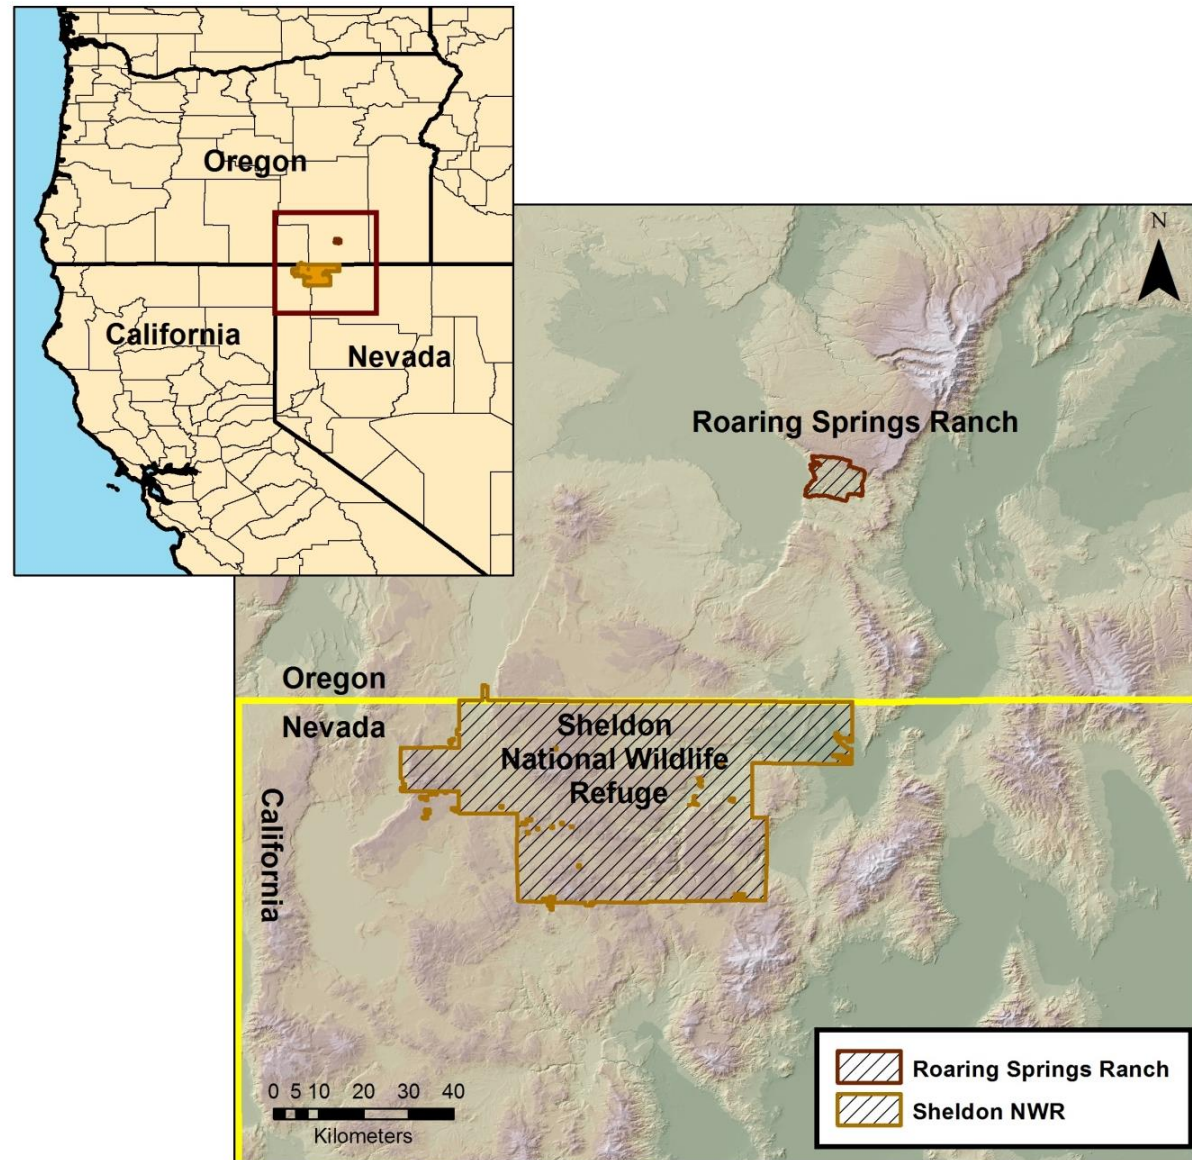 Oregon
California
Nevada
N
Roaring Springs Ranch
Oregon
Nevada
California
Sheldon
National Wildlife
Refuge
0 5 10 20 30 40
Kilometers
Roaring Springs Ranch
Sheldon NWR